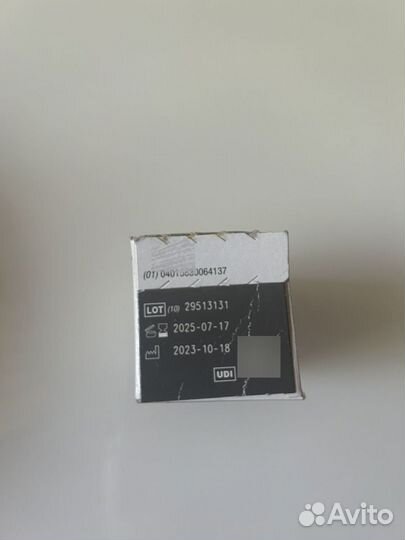 (01) 04015630064137
LOT (10) 29513131
2025-07-17
2023-10-18
UDI
Avito